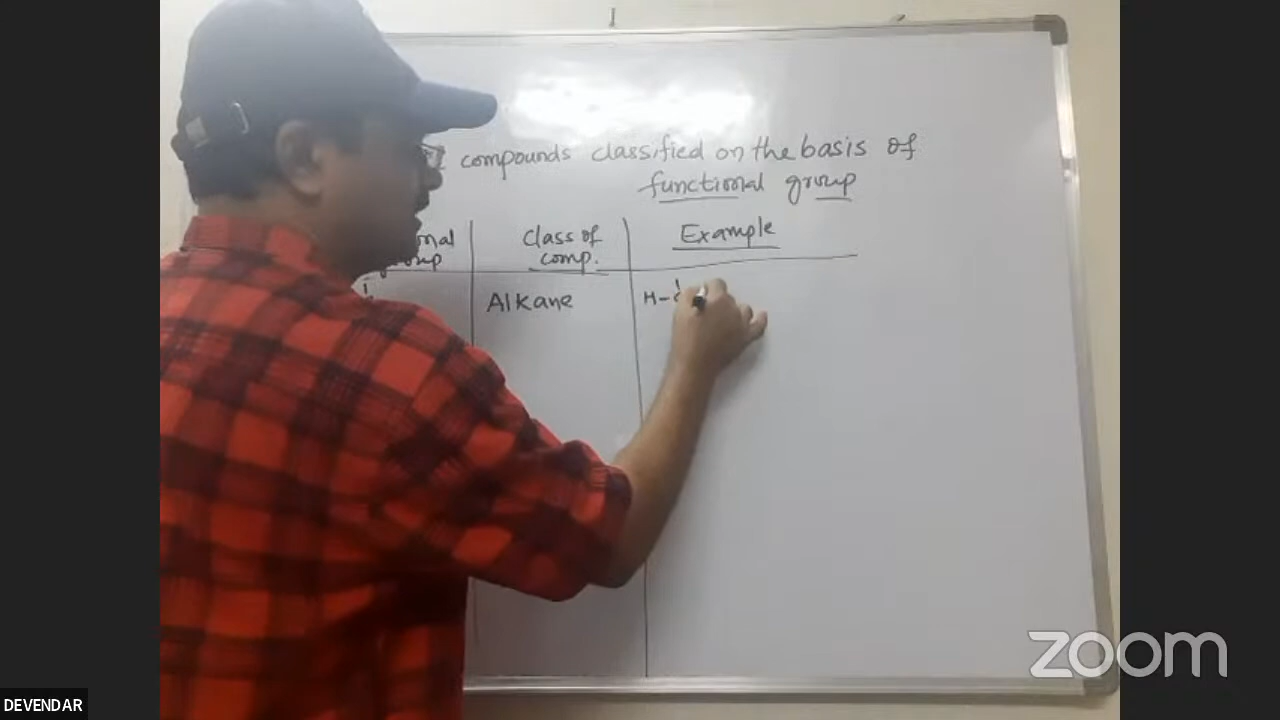 compounds classified on the basis of
functional group
Class of
comp.
Example
Alkane
H-C
zoom
DEVENDAR